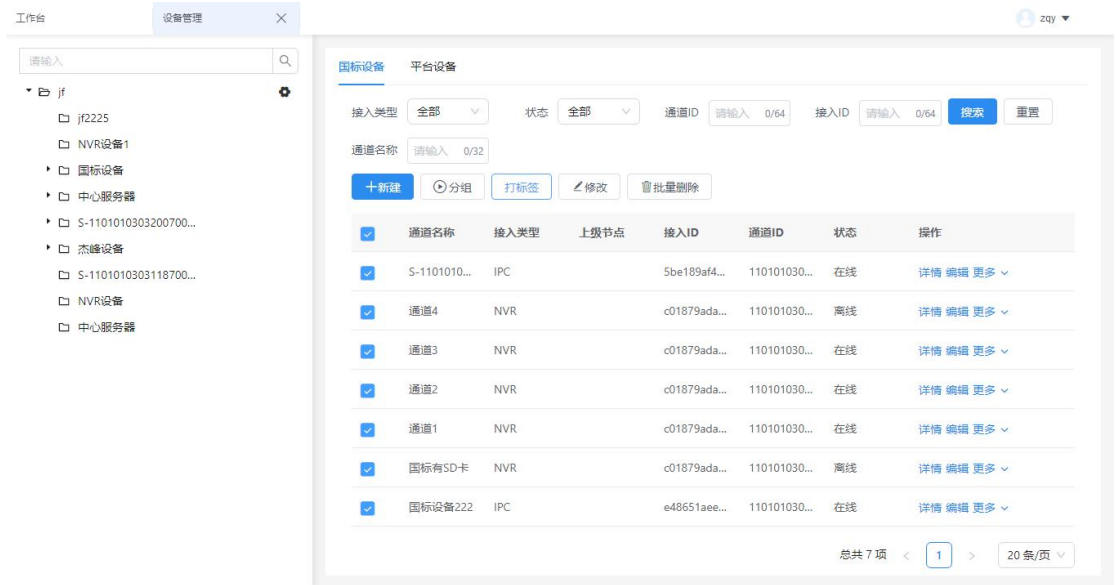 工作台 设备管理 zqy
请输入
jf
jf2225
NVR设备1
国标设备
中心服务器
S-1101010303200700...
杰峰设备
S-1101010303118700...
NVR设备
中心服务器
国标设备 平台设备
接入类型 全部 状态 全部 通道ID 请输入 0/64 接入ID 请输入 0/64 搜索 重置
通道名称 请输入 0/32
新建 分组 打标签 修改 批量删除
通道名称 接入类型 上级节点 接入ID 通道ID 状态 操作
S-1101010... IPC 5be189af4... 110101030... 在线 详情 编辑 更多
通道4 NVR c01879ada... 110101030... 离线 详情 编辑 更多
通道3 NVR c01879ada... 110101030... 在线 详情 编辑 更多
通道2 NVR c01879ada... 110101030... 在线 详情 编辑 更多
通道1 NVR c01879ada... 110101030... 在线 详情 编辑 更多
国标有SD卡 NVR c01879ada... 110101030... 离线 详情 编辑 更多
国标设备222 IPC e48651aee... 110101030... 在线 详情 编辑 更多
总共 7 项 < 1 > 20 条/页